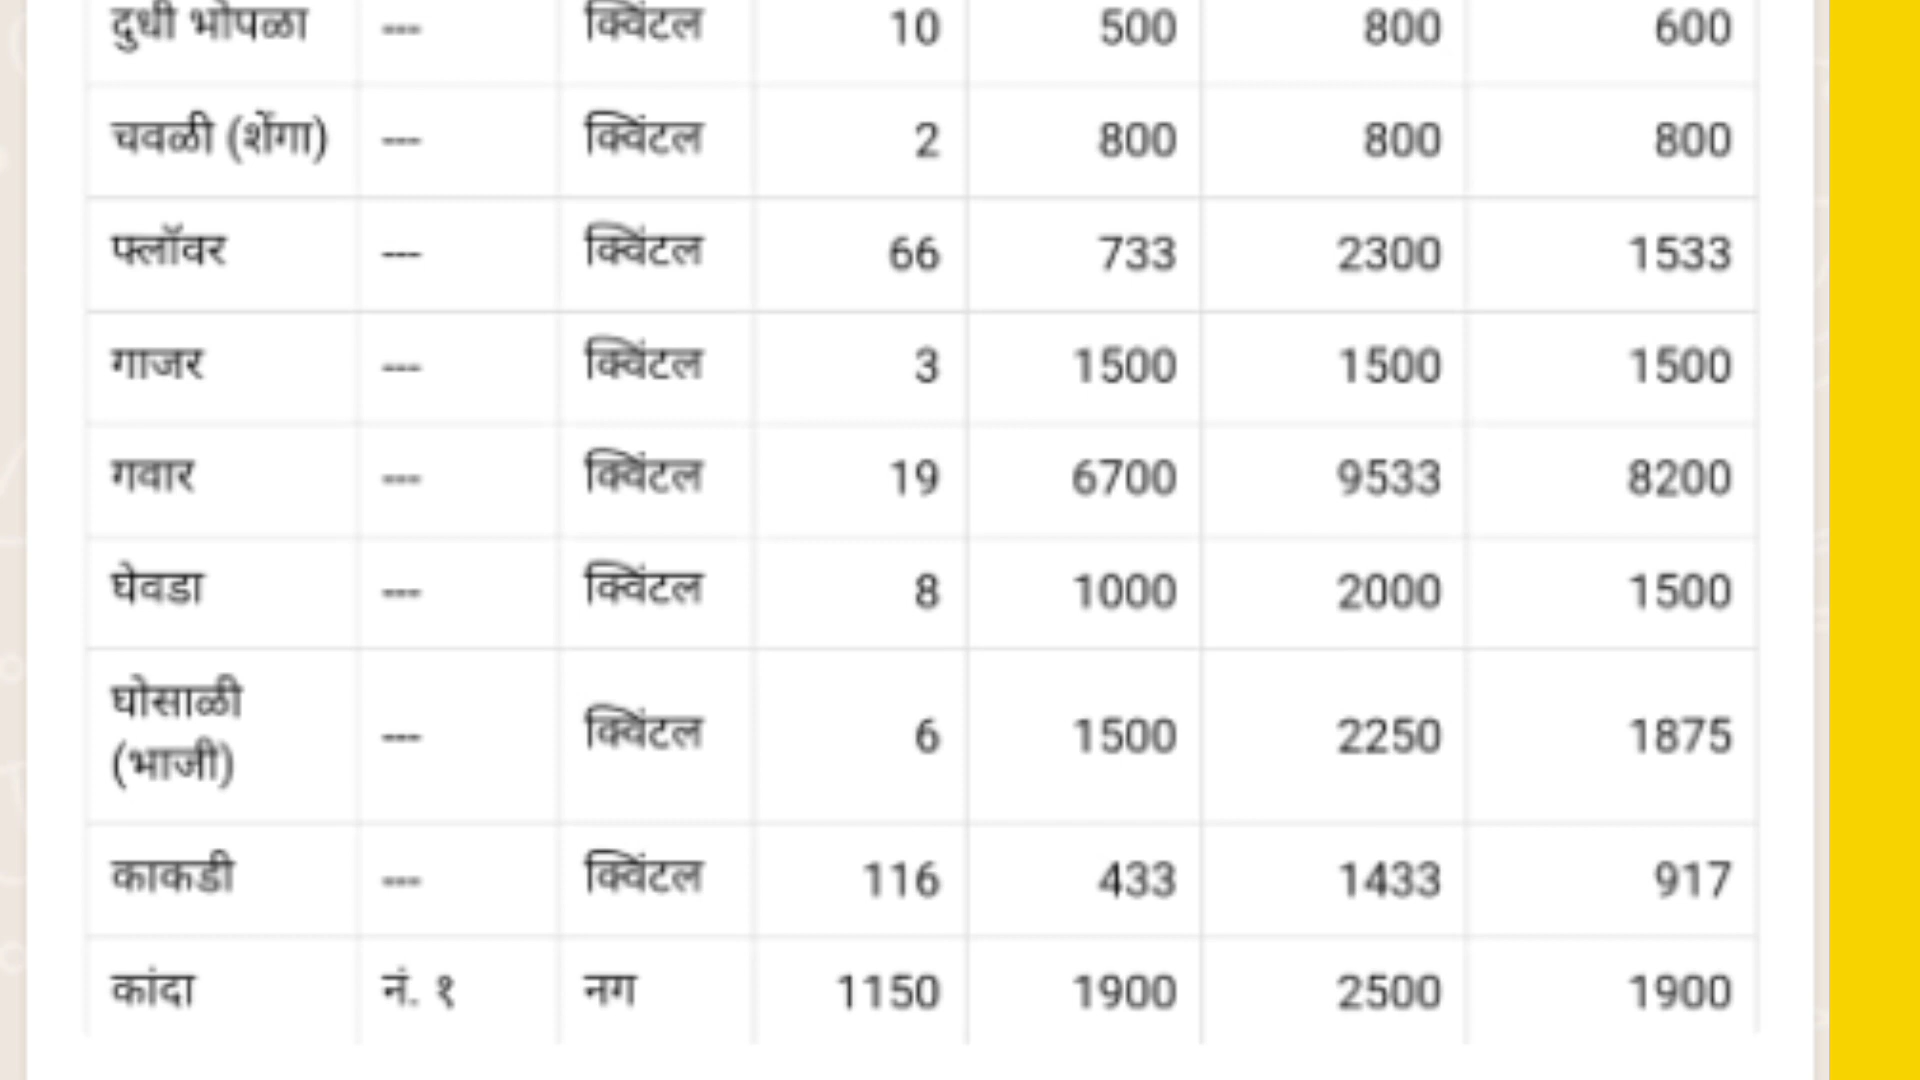 दुधी भोपळा --- क्विंटल 10 500 800 600
चवळी (शेंगा) --- क्विंटल 2 800 800 800
फ्लॉवर --- क्विंटल 66 733 2300 1533
गाजर --- क्विंटल 3 1500 1500 1500
गवार --- क्विंटल 19 6700 9533 8200
घेवडा --- क्विंटल 8 1000 2000 1500
घोसाळी
(भाजी) --- क्विंटल 6 1500 2250 1875
काकडी --- क्विंटल 116 433 1433 917
कांदा नं. १ नग 1150 1900 2500 1900